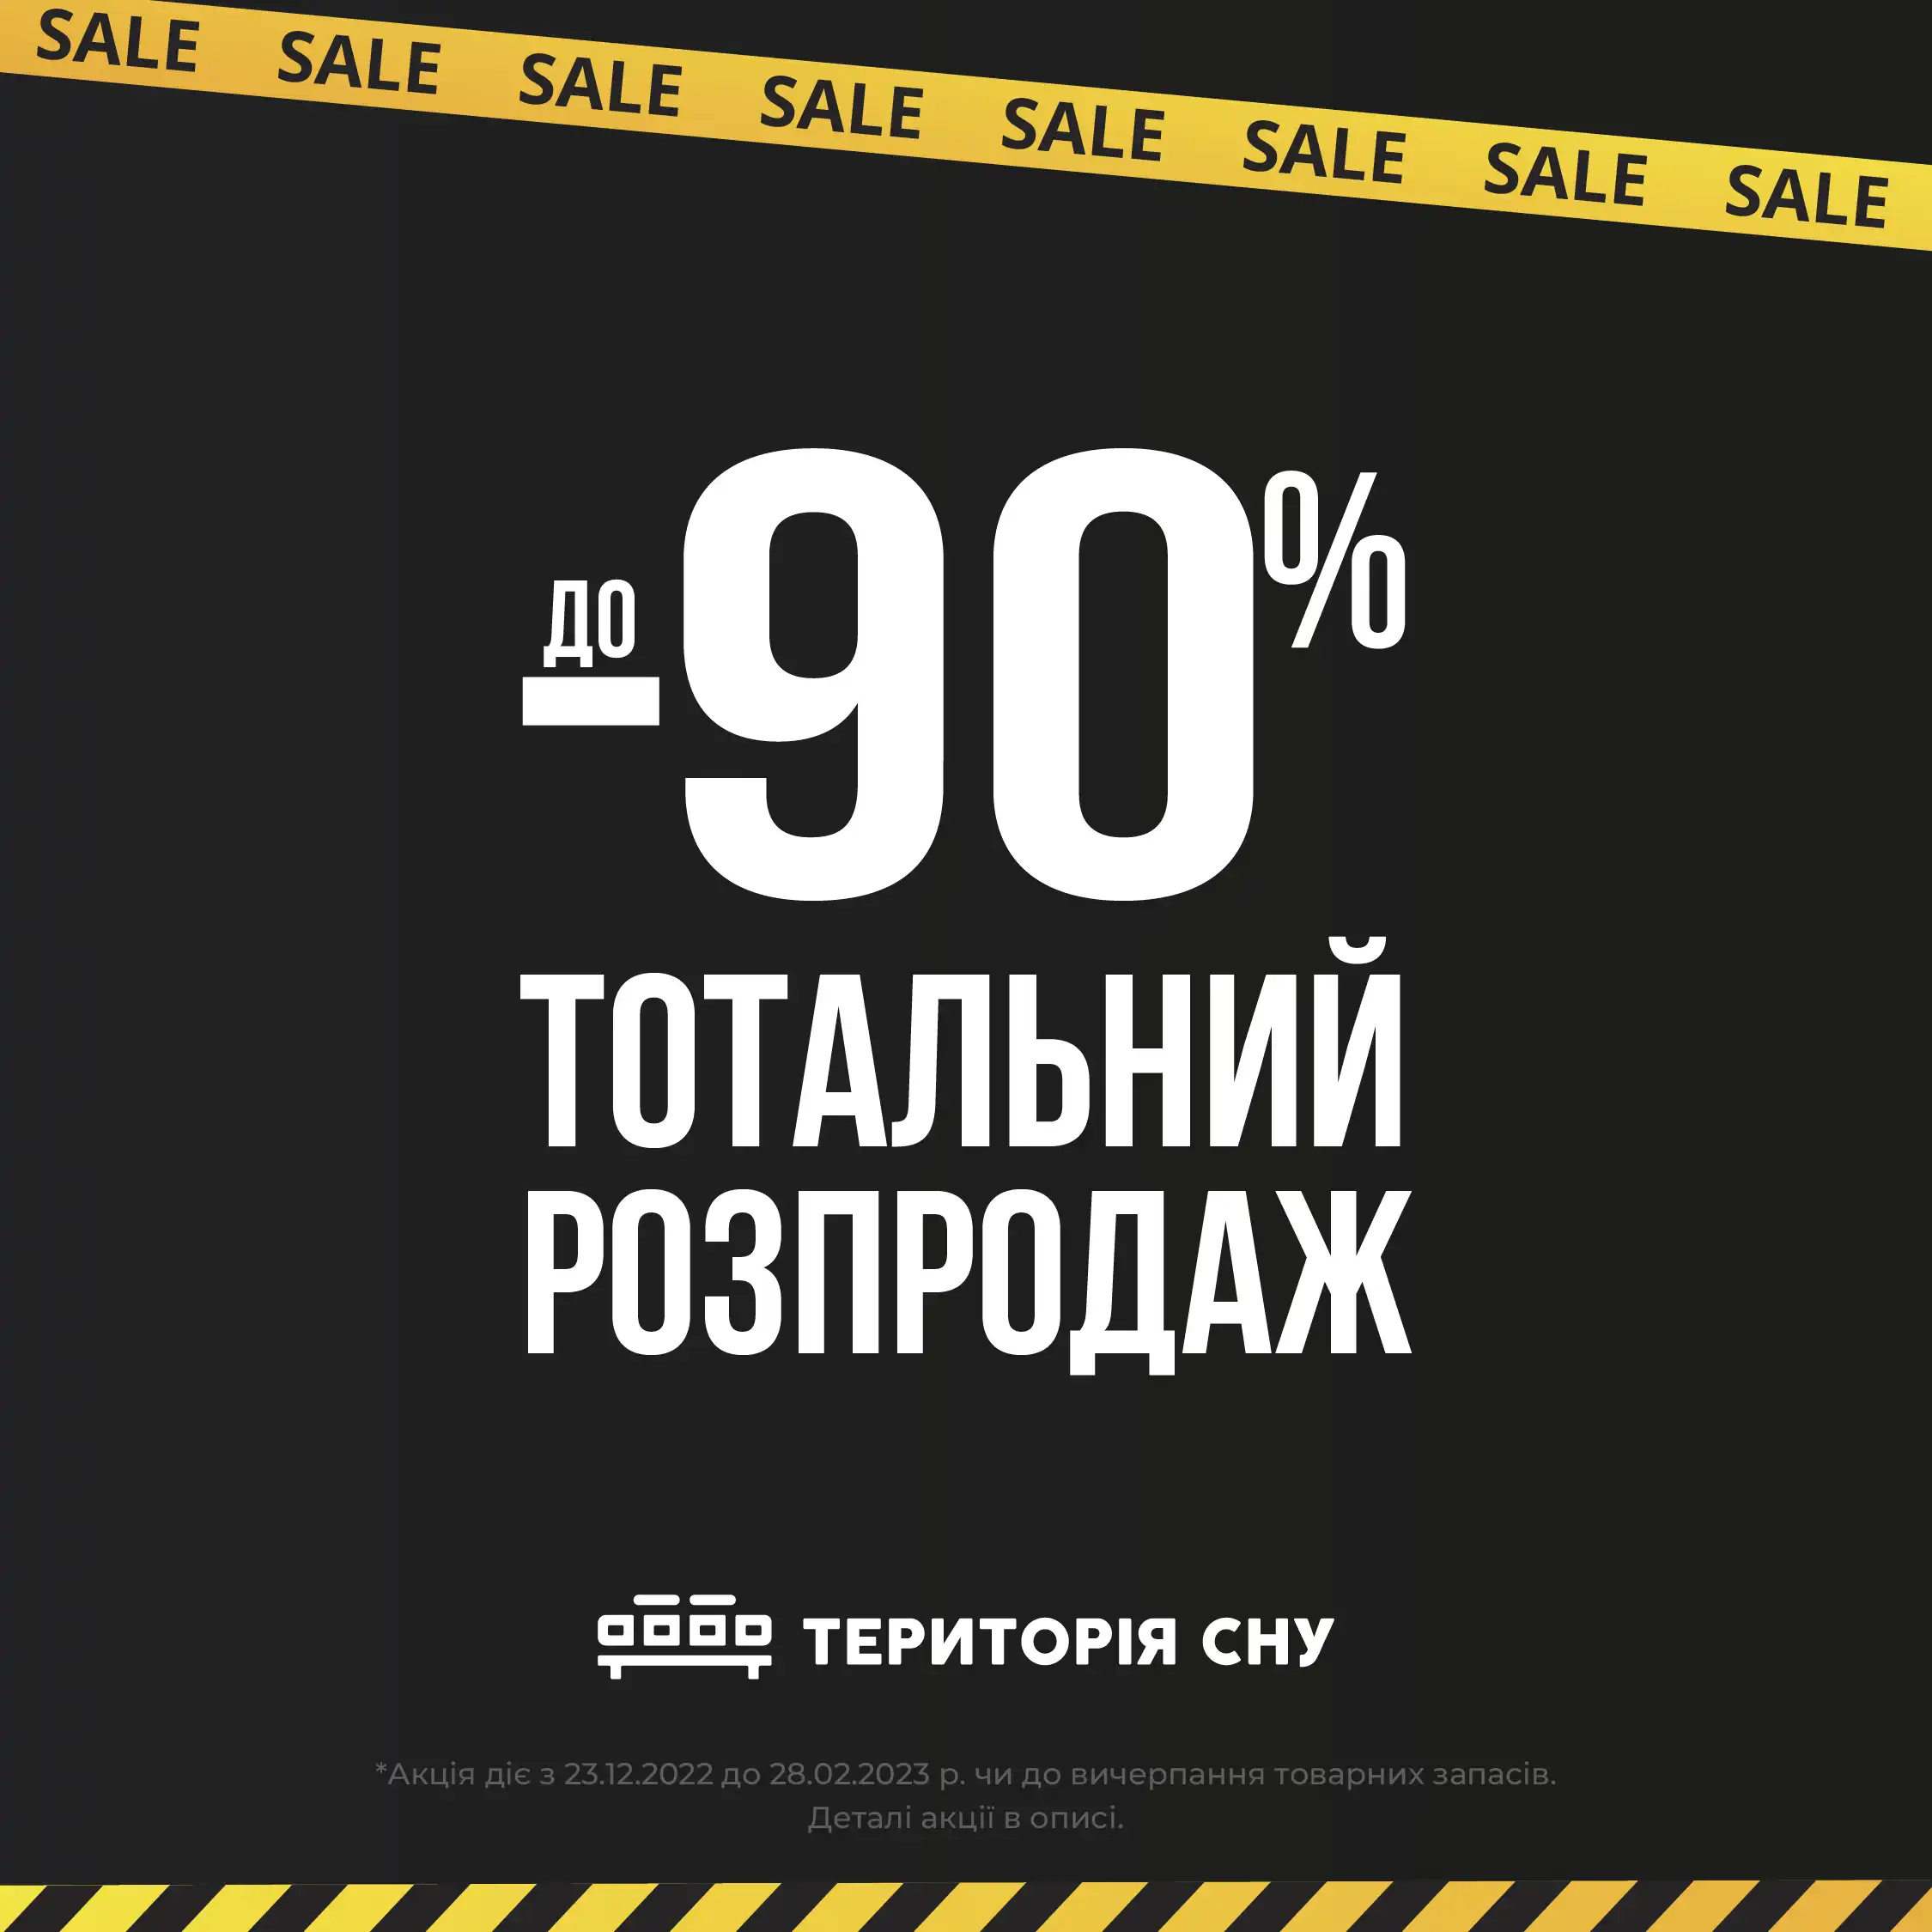 SALE SALE SALE SALE SALE SALE SALE SALE
ДО
-90%
ТОТАЛЬНИЙ
РОЗПРОДАЖ
ТЕРИТОРІЯ СНУ
*Акція діє з 23.12.2022 до 28.02.2023 р. чи до вичерпання товарних запасів.
Деталі акції в описі.